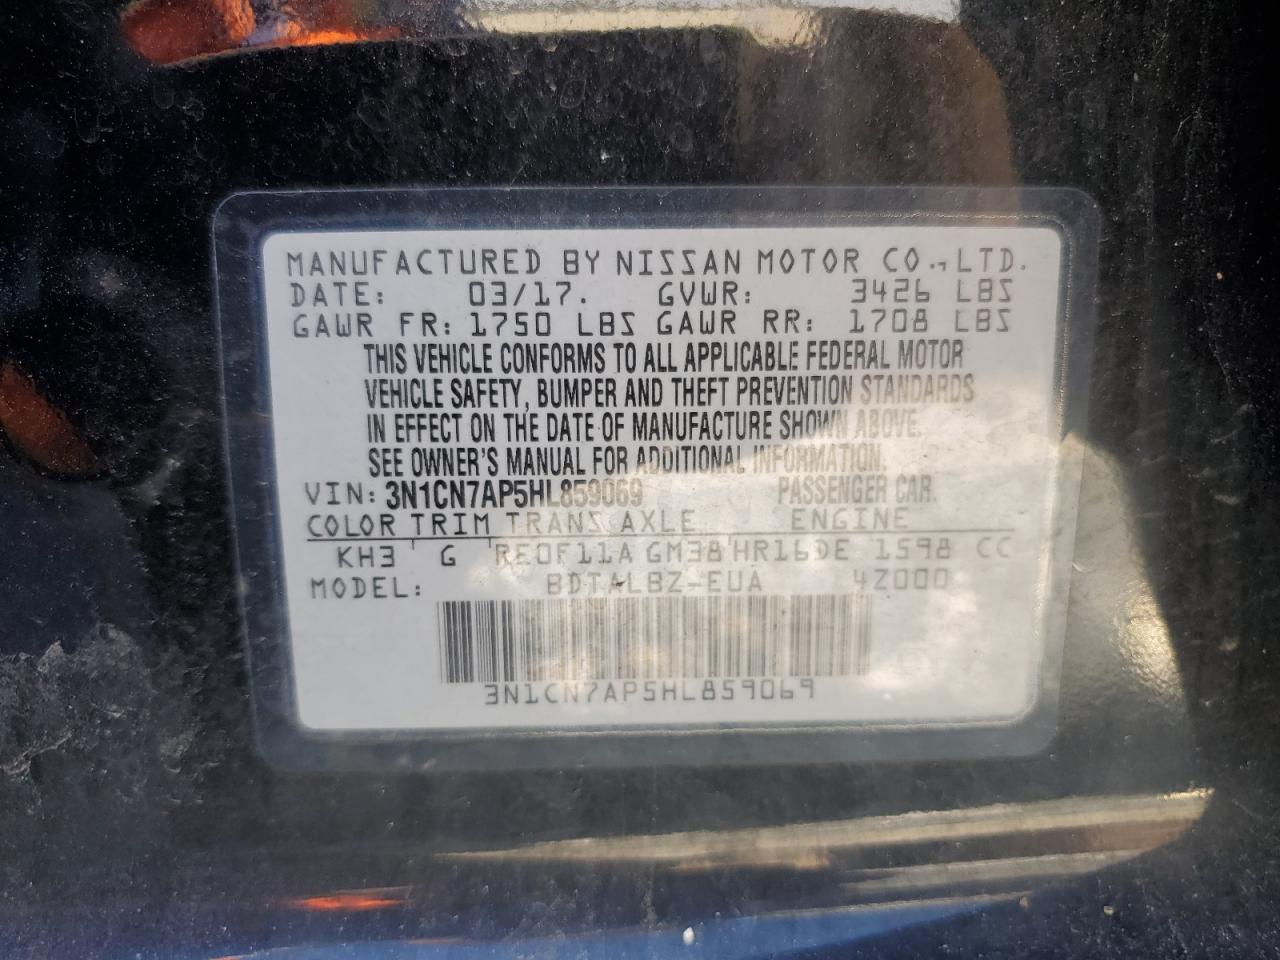 MANUFACTURED BY NISSAN MOTOR CO., LTD.
DATE: 03/17. GVWR: 3426 LBS
GAWR FR: 1750 LBS GAWR RR: 1708 LBS
THIS VEHICLE CONFORMS TO ALL APPLICABLE FEDERAL MOTOR
VEHICLE SAFETY, BUMPER AND THEFT PREVENTION STANDARDS
IN EFFECT ON THE DATE OF MANUFACTURE SHOWN ABOVE.
SEE OWNER'S MANUAL FOR ADDITIONAL INFORMATION.
VIN: 3N1CN7AP5HL859069 PASSENGER CAR.
COLOR TRIM TRANS AXLE ENGINE
KH3 G RE0F11A GM38 HR16DE 1598 CC
MODEL: BDTALBZ-EUA 4Z000
3N1CN7AP5HL859069